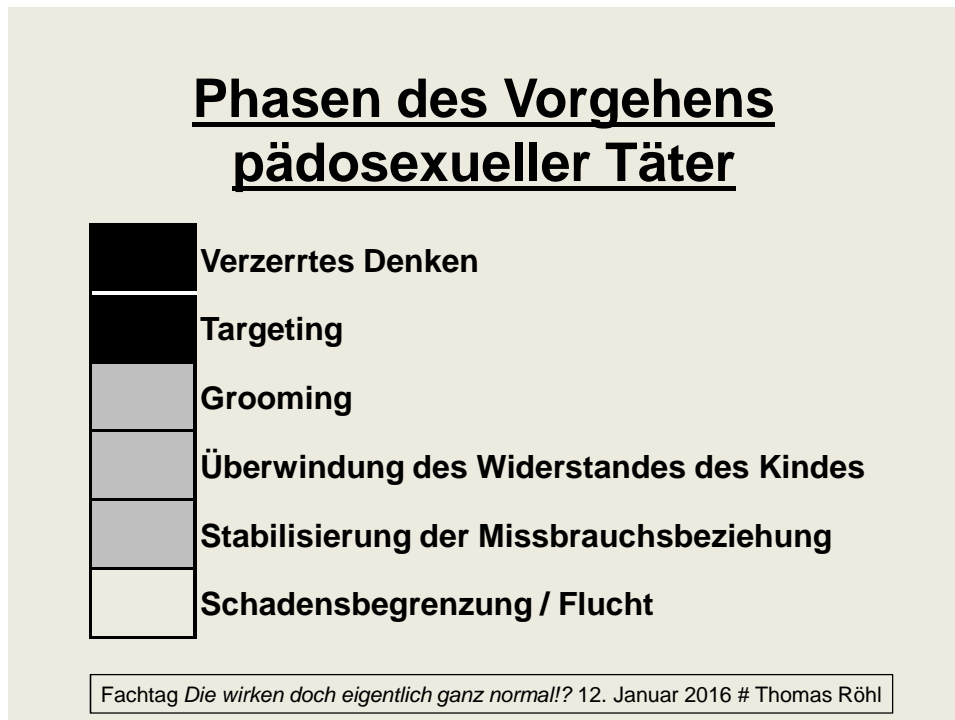 Phasen des Vorgehens
pädosexueller Täter
Verzerrtes Denken
Targeting
Grooming
Überwindung des Widerstandes des Kindes
Stabilisierung der Missbrauchsbeziehung
Schadensbegrenzung / Flucht
Fachtag Die wirken doch eigentlich ganz normal!? 12. Januar 2016 # Thomas Röhl